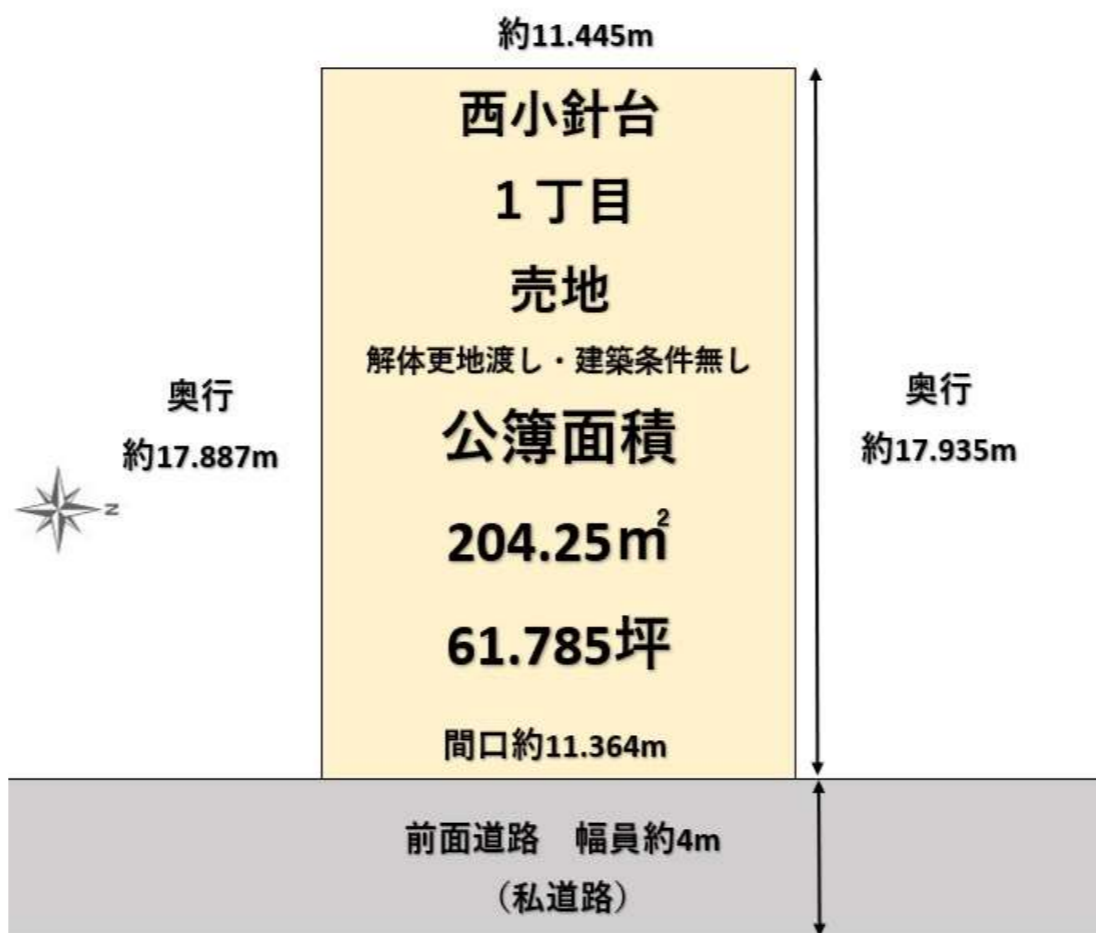 約11.445m
西小針台
1丁目
売地
解体更地渡し・建築条件無し
奥行
約17.887m
公簿面積
奥行
約17.935m
N
204.25㎡
61.785坪
間口約11.364m
前面道路　幅員約4m
（私道路）